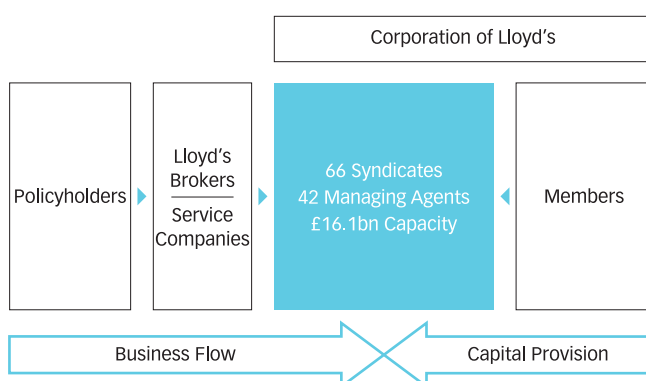 Corporation of Lloyd's
Policyholders
Lloyd's
Brokers
Service
Companies
66 Syndicates
42 Managing Agents
£16.1bn Capacity
Members
Business Flow
Capital Provision